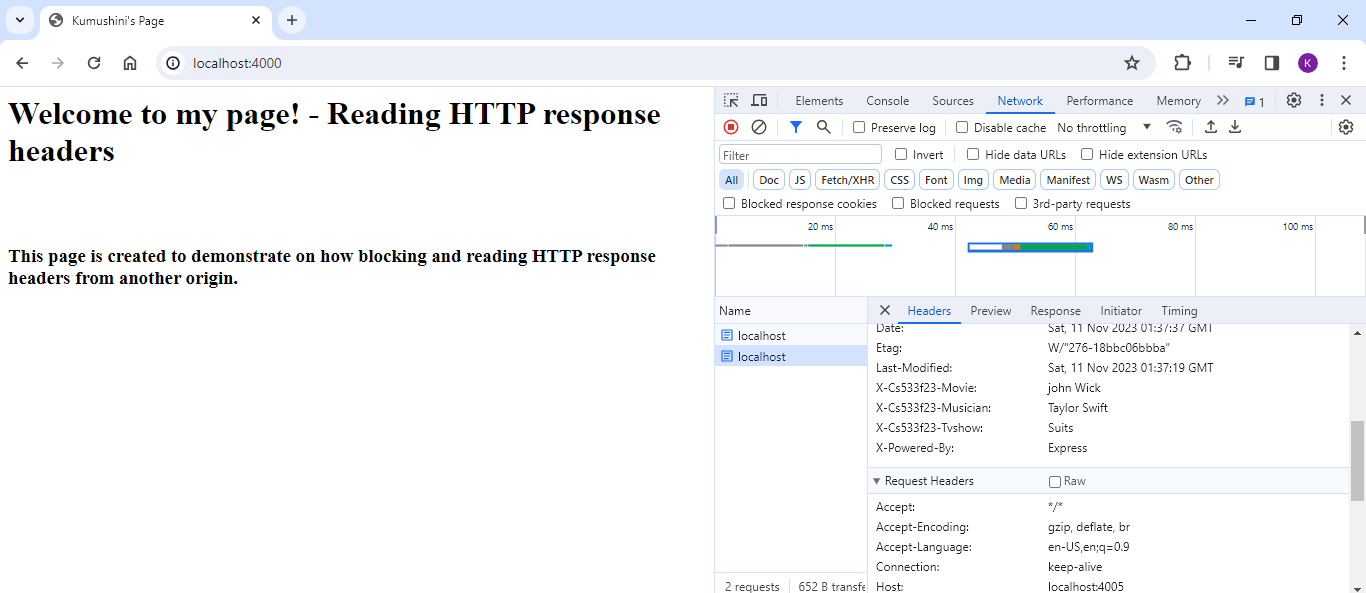 Kumushini's Page
localhost:4000
K
Welcome to my page! - Reading HTTP response
headers
This page is created to demonstrate on how blocking and reading HTTP response
headers from another origin.
Elements Console Sources Network Performance Memory 1
Preserve log Disable cache No throttling
Filter Invert Hide data URLs Hide extension URLs
All Doc JS Fetch/XHR CSS Font Img Media Manifest WS Wasm Other
Blocked response cookies Blocked requests 3rd-party requests
20 ms 40 ms 60 ms 80 ms 100 ms
Name Headers Preview Response Initiator Timing
localhost
localhost
Date: Sat, 11 Nov 2023 01:37:37 GMT
Etag: W/"276-18bbc06bbba"
Last-Modified: Sat, 11 Nov 2023 01:37:19 GMT
X-Cs533f23-Movie: john Wick
X-Cs533f23-Musician: Taylor Swift
X-Cs533f23-Tvshow: Suits
X-Powered-By: Express
Request Headers Raw
Accept: */*
Accept-Encoding: gzip, deflate, br
Accept-Language: en-US,en;q=0.9
Connection: keep-alive
Host: localhost:4005
2 requests 652 B transfe